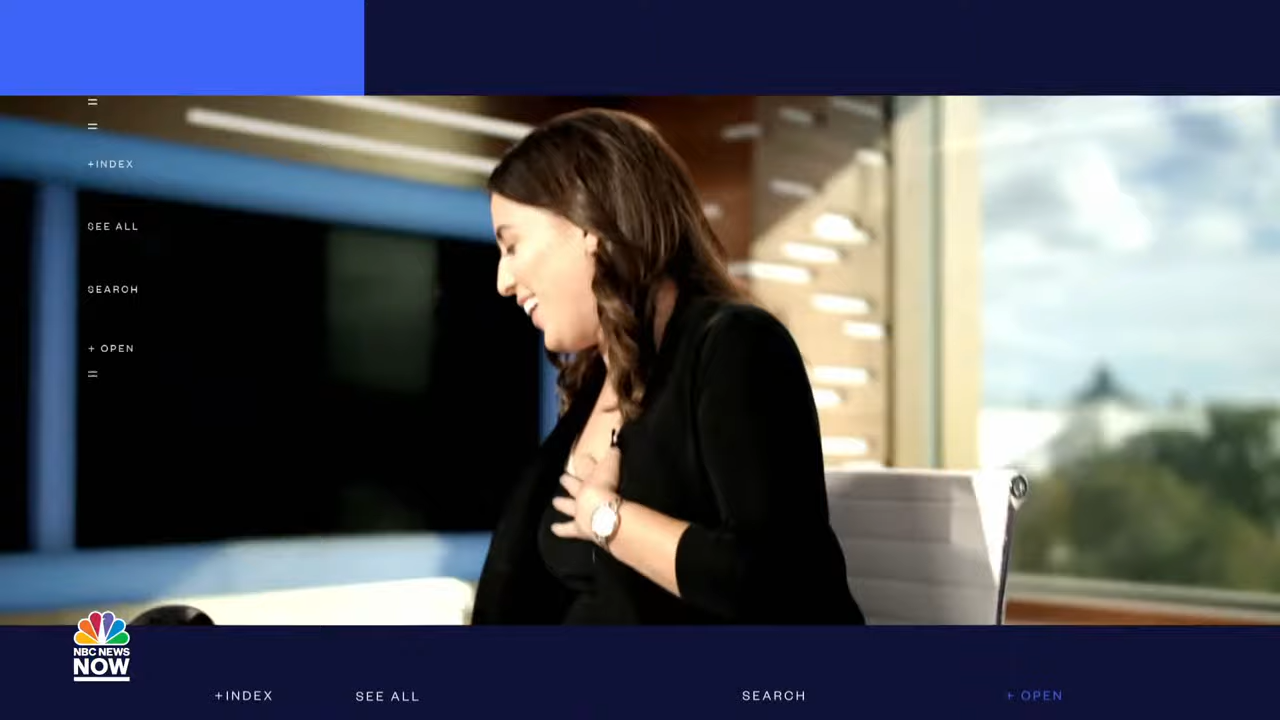 +INDEX
SEE ALL
SEARCH
+ OPEN
NBC NEWS
NOW
+INDEX SEE ALL SEARCH + OPEN